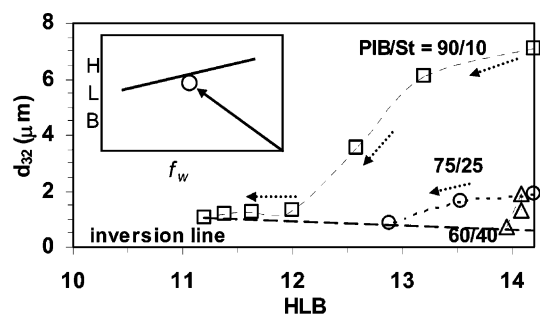 8
6
4
2
0
d32 (μm)
H
L
B
fw
PIB/St = 90/10
75/25
60/40
inversion line
10 11 12 13 14
HLB